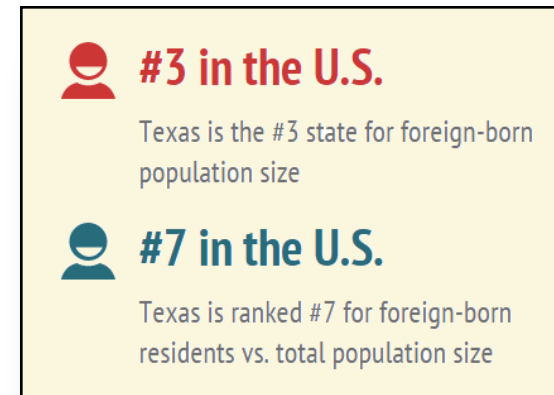 #3 in the U.S.
Texas is the #3 state for foreign-born
population size
#7 in the U.S.
Texas is ranked #7 for foreign-born
residents vs. total population size